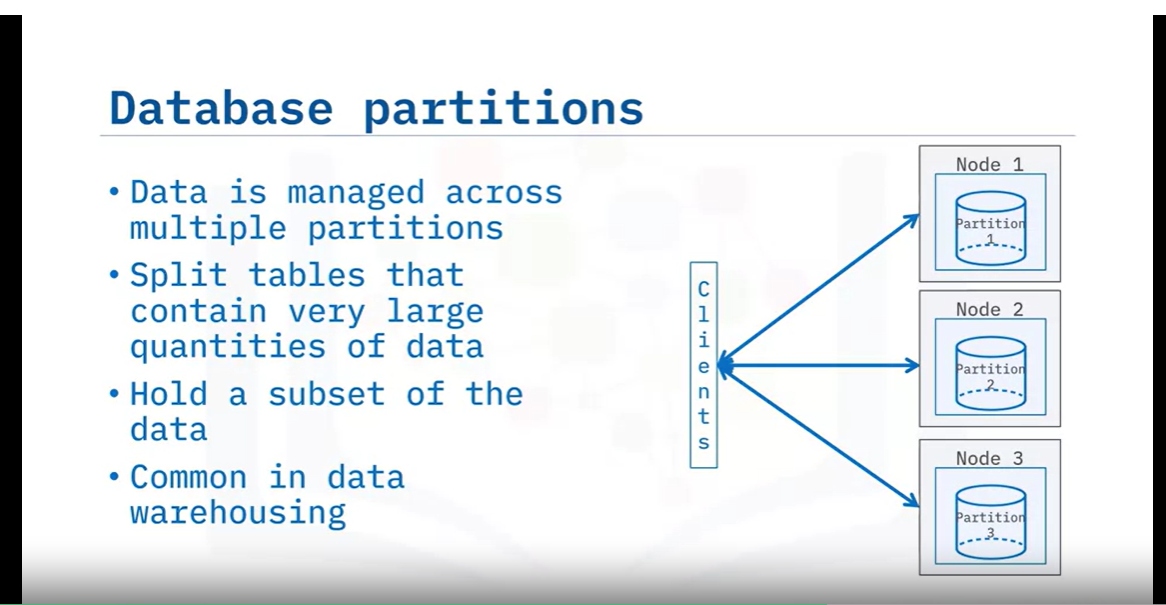 Database partitions
• Data is managed across
multiple partitions
• Split tables that
contain very large
quantities of data
• Hold a subset of the
data
• Common in data
warehousing
Clients
Node 1
Partition
1
Node 2
Partition
2
Node 3
Partition
3